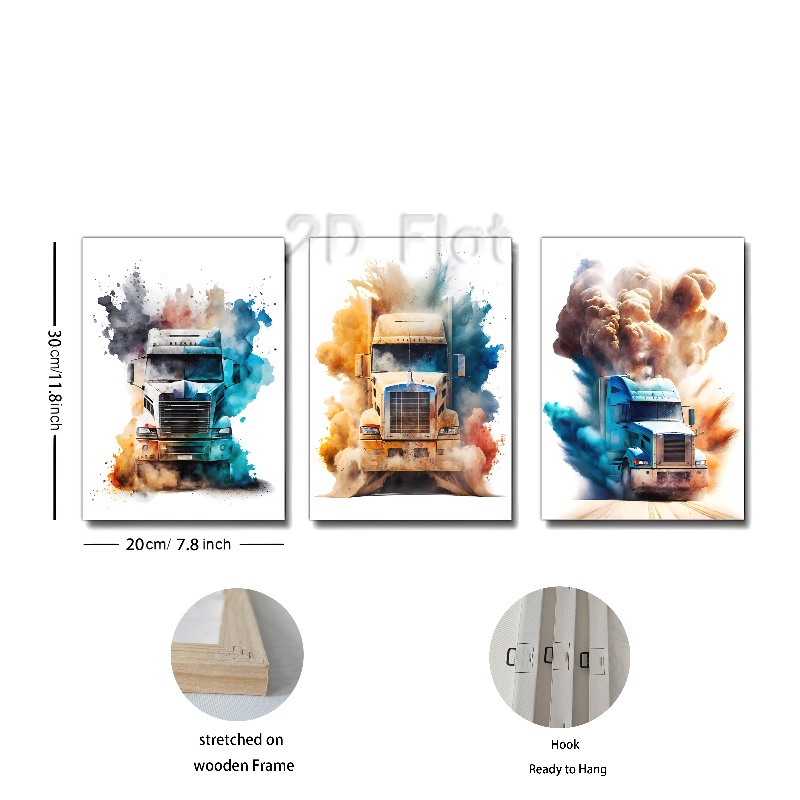 2D Flat
30cm/11.8inch
20cm/ 7.8 inch
stretched on
wooden Frame
Hook
Ready to Hang